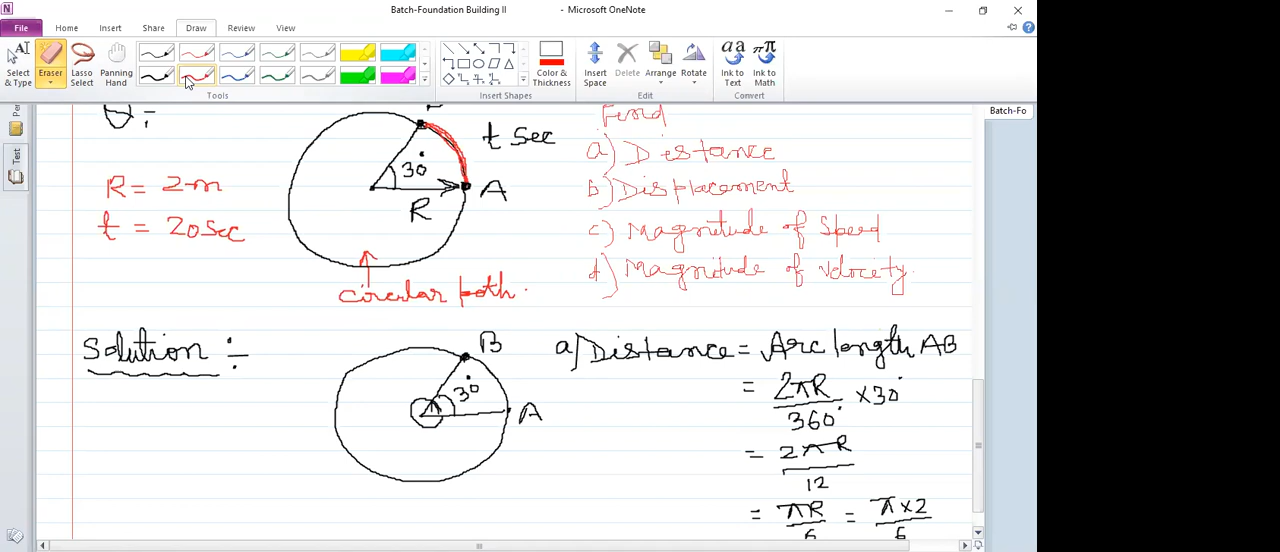 Batch-Foundation Building II - Microsoft OneNote
File Home Insert Share Draw View
Select & Type
Eraser
Lasso Select
Panning Hand
Color & Thickness
Insert Space
Delete
Arrange
Rotate
Ink to Text
Ink to Math
Tools
Insert Shapes
Edit
Convert
Batch-Fo
Test
Find
t sec
a) Distance
30°
R = 2m
A
b) Displacement
R
t = 20sec
c) Magnitude of Speed
d) Magnitude of Velocity.
circular path.
Solution :-
B
a) Distance = Arc length AB
30°
A
= 2πR/360° ×30°
= 2πR/12
= πR/6 = π×2/6